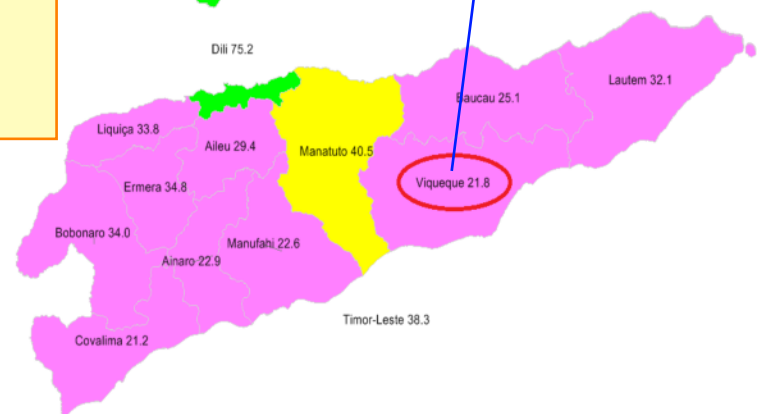 Dili 75.2
Lautem 32.1
Baucau 25.1
Liquiça 33.8
Aileu 29.4
Manatuto 40.5
Viqueque 21.8
Ermera 34.8
Bobonaro 34.0
Manufahi 22.6
Ainaro 22.9
Timor-Leste 38.3
Covalima 21.2